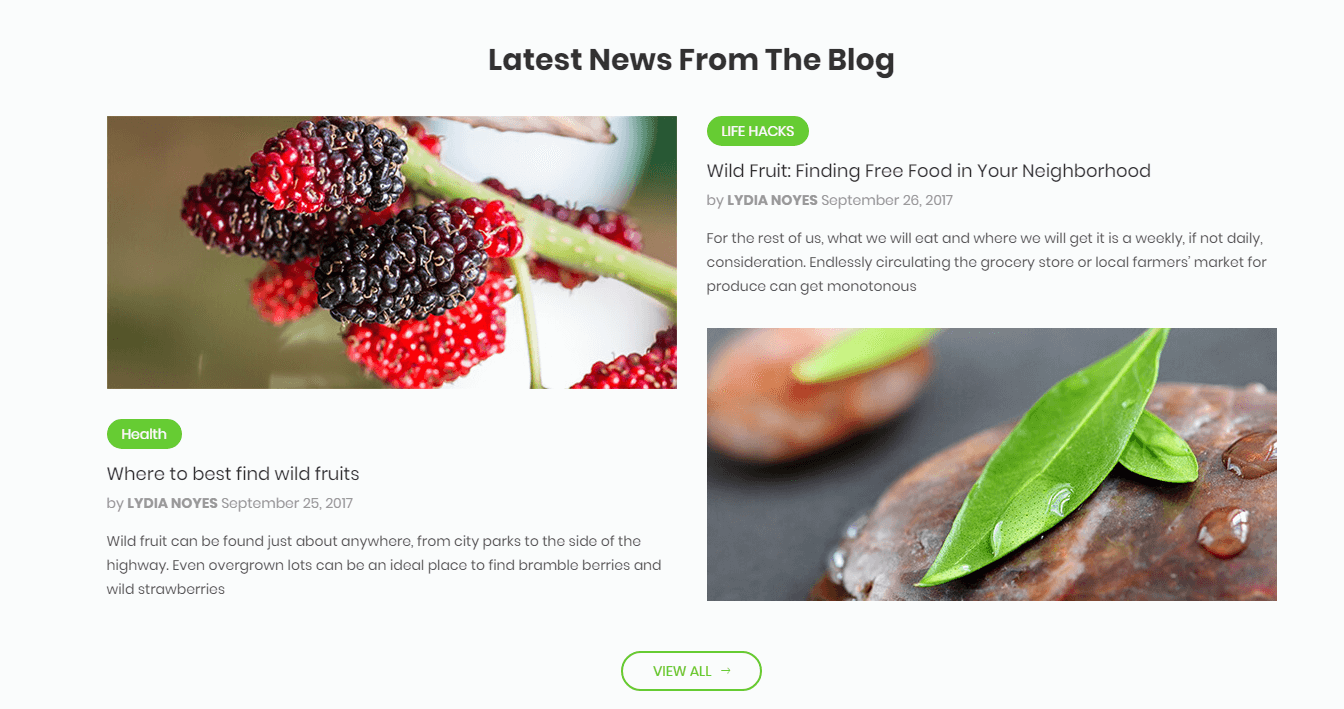 Latest News From The Blog
Health
Where to best find wild fruits
by LYDIA NOYES September 25, 2017
Wild fruit can be found just about anywhere, from city parks to the side of the
highway. Even overgrown lots can be an ideal place to find bramble berries and
wild strawberries
LIFE HACKS
Wild Fruit: Finding Free Food in Your Neighborhood
by LYDIA NOYES September 26, 2017
For the rest of us, what we will eat and where we will get it is a weekly, if not daily,
consideration. Endlessly circulating the grocery store or local farmers' market for
produce can get monotonous
VIEW ALL →